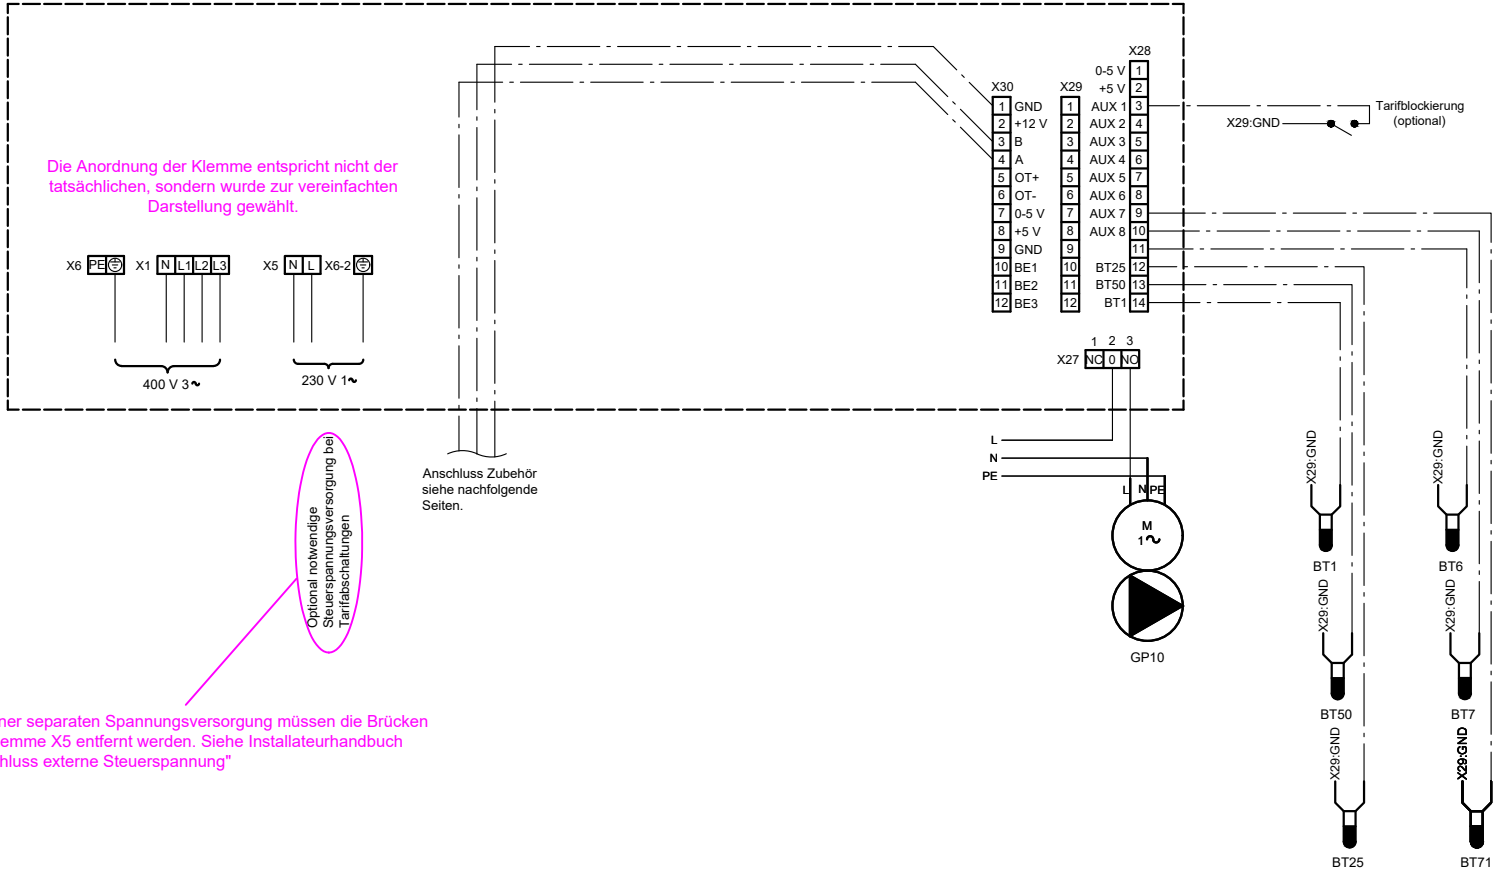 X28
0-5 V 1
+5 V 2
X30
X29
1 GND
1
AUX 1 3
Tarifblockierung
(optional)
2 +12 V
2
AUX 2 4
X29:GND
3 B
3
AUX 3 5
4 A
4
AUX 4 6
5 OT+
5
AUX 5 7
6 OT-
6
AUX 6 8
7 0-5 V
7
AUX 7 9
8 +5 V
8
AUX 8 10
9 GND
9
11
10 BE1
10
BT25 12
11 BE2
11
BT50 13
12 BE3
12
BT1 14
Die Anordnung der Klemme entspricht nicht der
tatsächlichen, sondern wurde zur vereinfachten
Darstellung gewählt.
X6 PE
X1 N L1 L2 L3
X5 N L X6-2
400 V 3~
230 V 1~
1 2 3
X27 NC 0 NO
L
N
PE
L N PE
M
1~
GP10
Anschluss Zubehör
siehe nachfolgende
Seiten.
Optional notwendige
Steuerspannungsversorgung bei
Tarifabschaltungen
ner separaten Spannungsversorgung müssen die Brücken
emme X5 entfernt werden. Siehe Installateurhandbuch
hluss externe Steuerspannung"
X29:GND
BT1
X29:GND
BT6
X29:GND
BT50
X29:GND
BT7
X29:GND
BT25
X29:GND
BT71